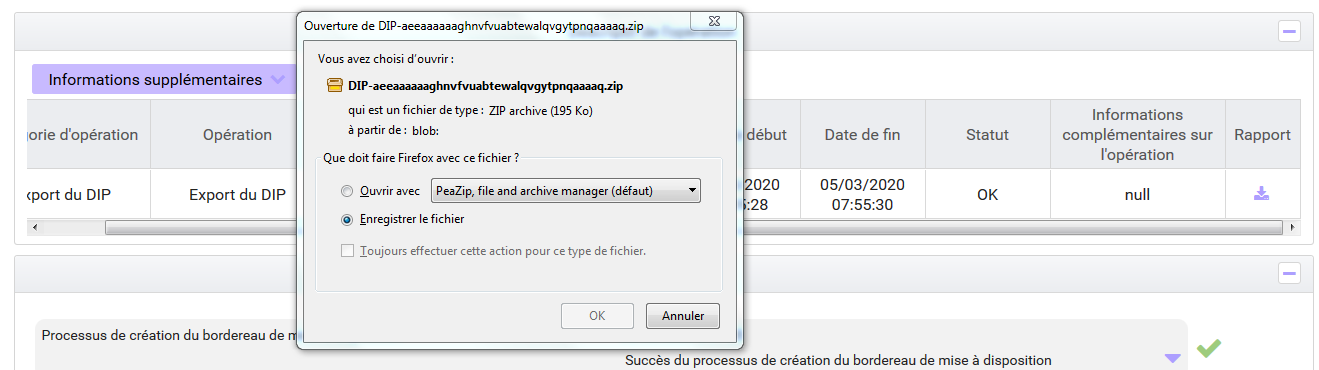 Ouverture de DIP-aeeaaaaaaghnvfvuabtewalqvgytpnqaaaaq.zip
Vous avez choisi d'ouvrir :
DIP-aeeaaaaaaghnvfvuabtewalqvgytpnqaaaaq.zip
qui est un fichier de type : ZIP archive (195 Ko)
à partir de : blob:
Que doit faire Firefox avec ce fichier ?
Ouvrir avec PeaZip, file and archive manager (défaut)
Enregistrer le fichier
Toujours effectuer cette action pour ce type de fichier.
OK Annuler
Informations supplémentaires
orie d'opération Opération début Date de fin Statut Informations complémentaires sur l'opération Rapport
xport du DIP Export du DIP /2020 5:28 05/03/2020 07:55:30 OK null
Processus de création du bordereau de m
Succès du processus de création du bordereau de mise à disposition